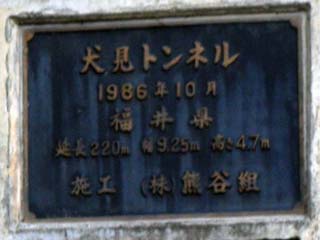 犬見トンネル
1986年10月
福井県
延長220m 幅9.25m 高さ4.7m
施工 (株)熊谷組